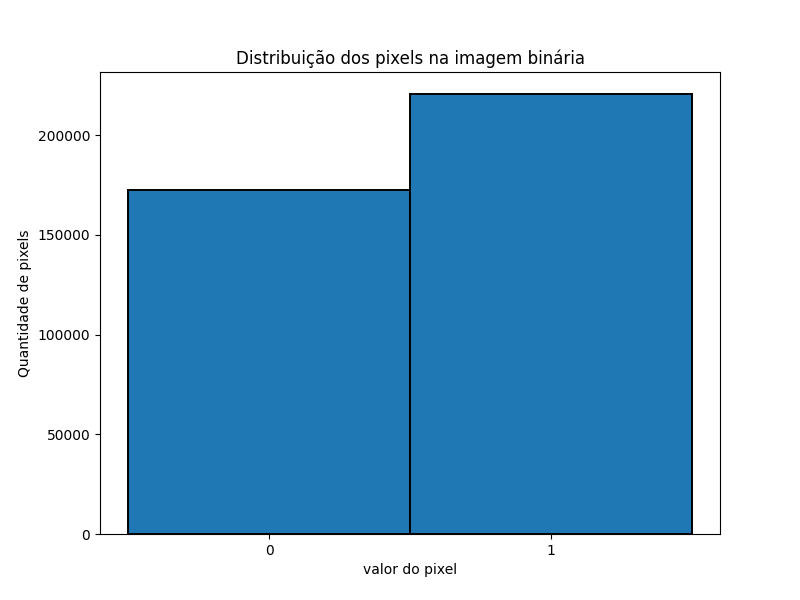 Distribuição dos pixels na imagem binária
Quantidade de pixels
200000
150000
100000
50000
0
0 1
valor do pixel